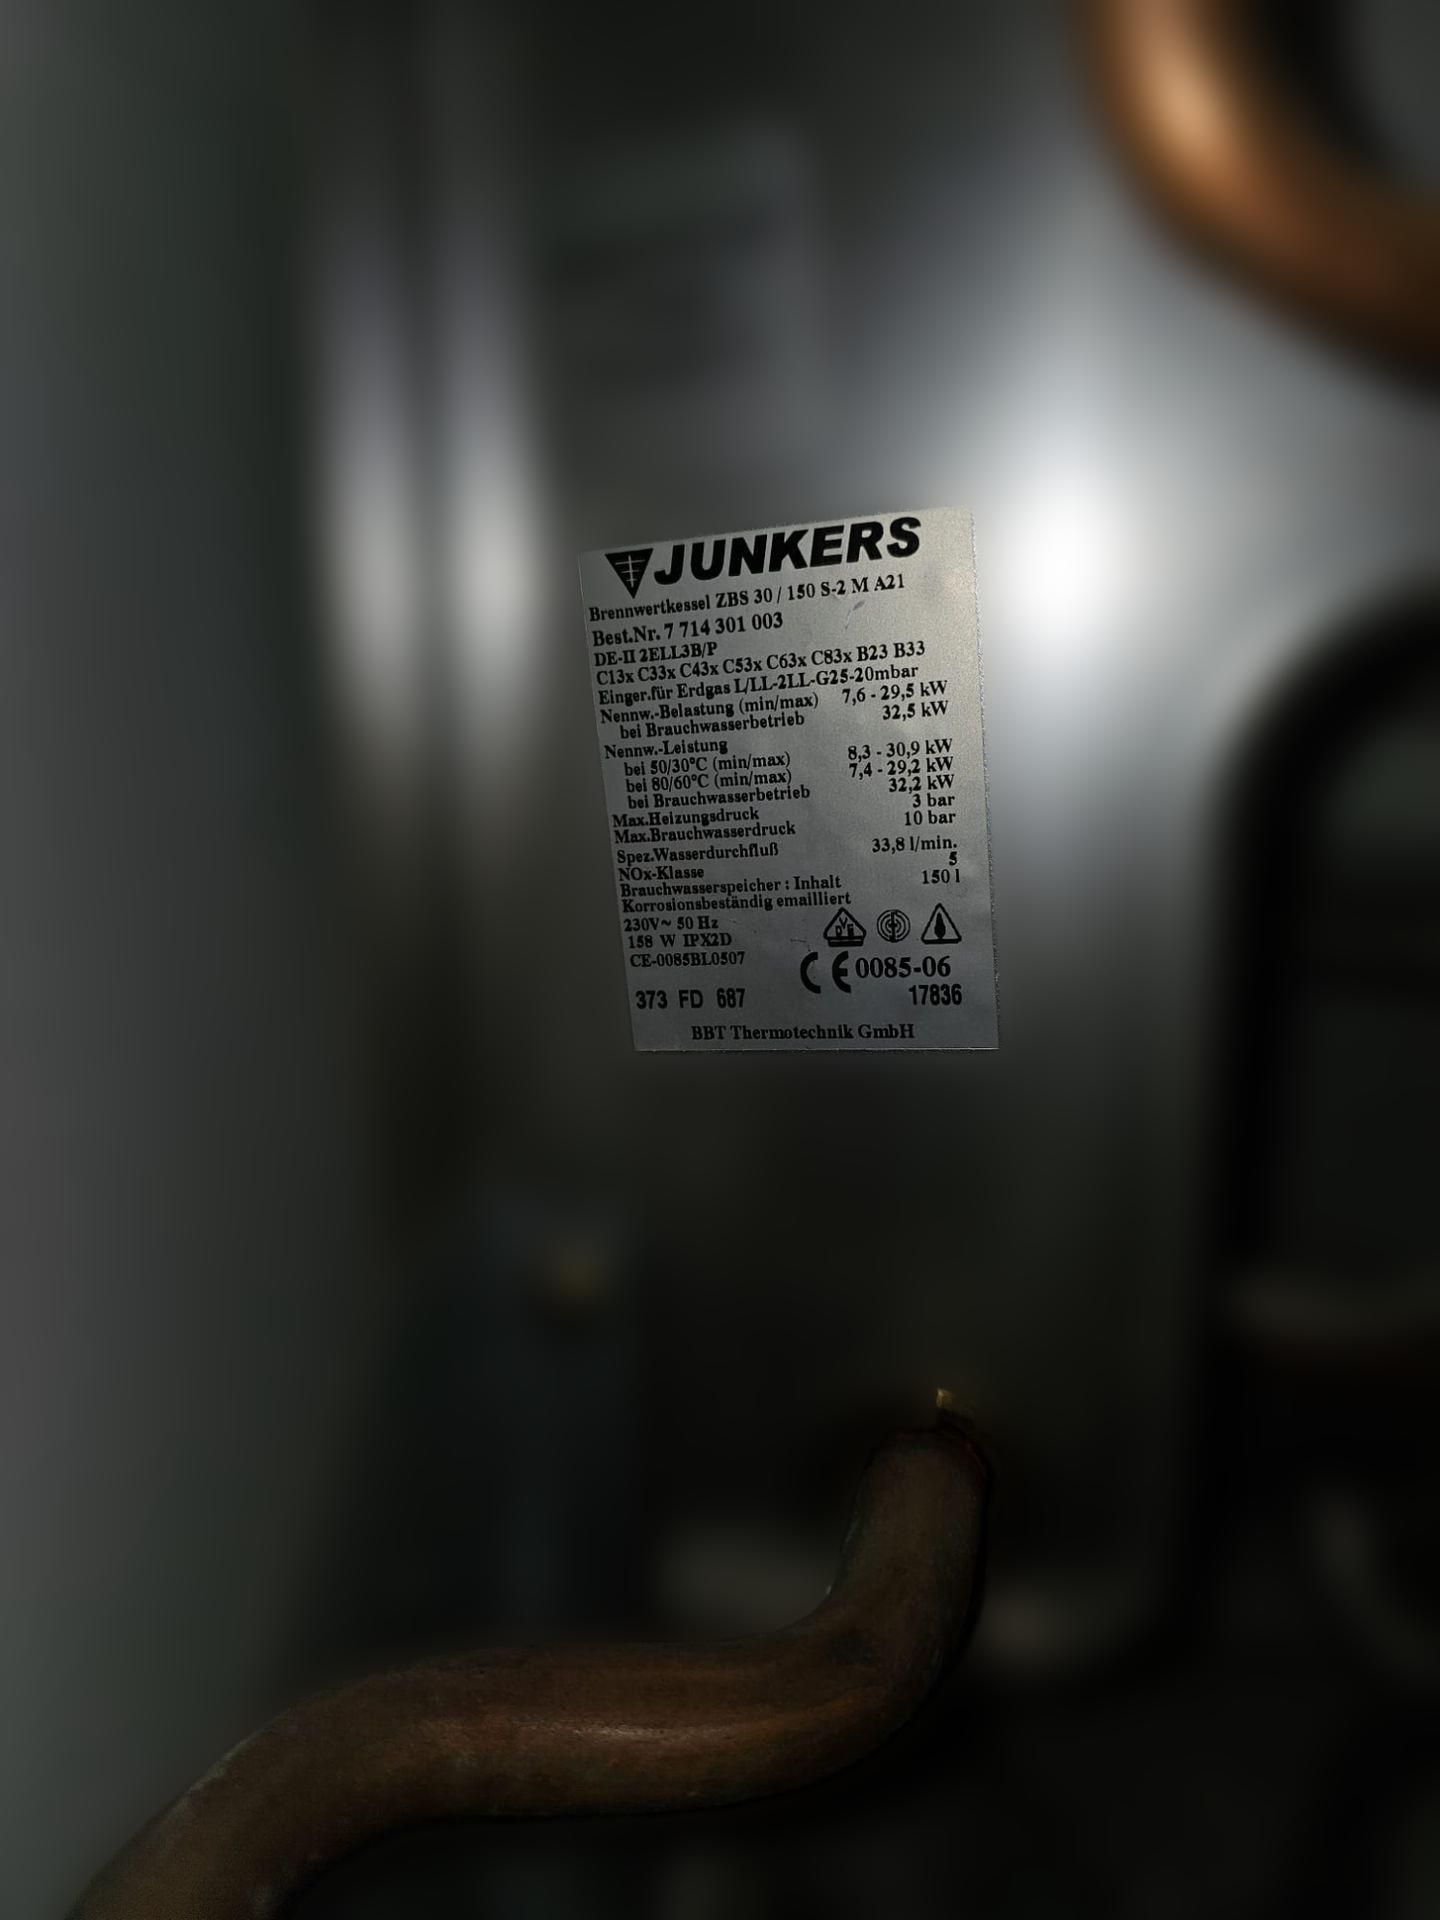 JUNKERS
Brennwertkessel ZBS 30 / 150 S-2 M A21
Best.Nr. 7 714 301 003
DE-II 2ELL3B/P
C13x C33x C43x C53x C63x C83x B23 B33
Einger.für Erdgas L/LL-2LL-G25-20mbar
Nennw.-Belastung (min/max) 7,6 - 29,5 kW
bei Brauchwasserbetrieb 32,5 kW
Nennw.-Leistung
bei 50/30°C (min/max) 8,3 - 30,9 kW
bei 80/60°C (min/max) 7,4 - 29,2 kW
bei Brauchwasserbetrieb 32,2 kW
Max.Heizungsdruck 3 bar
Max.Brauchwasserdruck 10 bar
Spez.Wasserdurchfluß 33,8 l/min.
NOx-Klasse 5
Brauchwasserspeicher : Inhalt 150 l
Korrosionsbeständig emailliert
230V~ 50 Hz
158 W IPX2D
CE-0085BL0507
CE 0085-06
373 FD 687 17836
BBT Thermotechnik GmbH